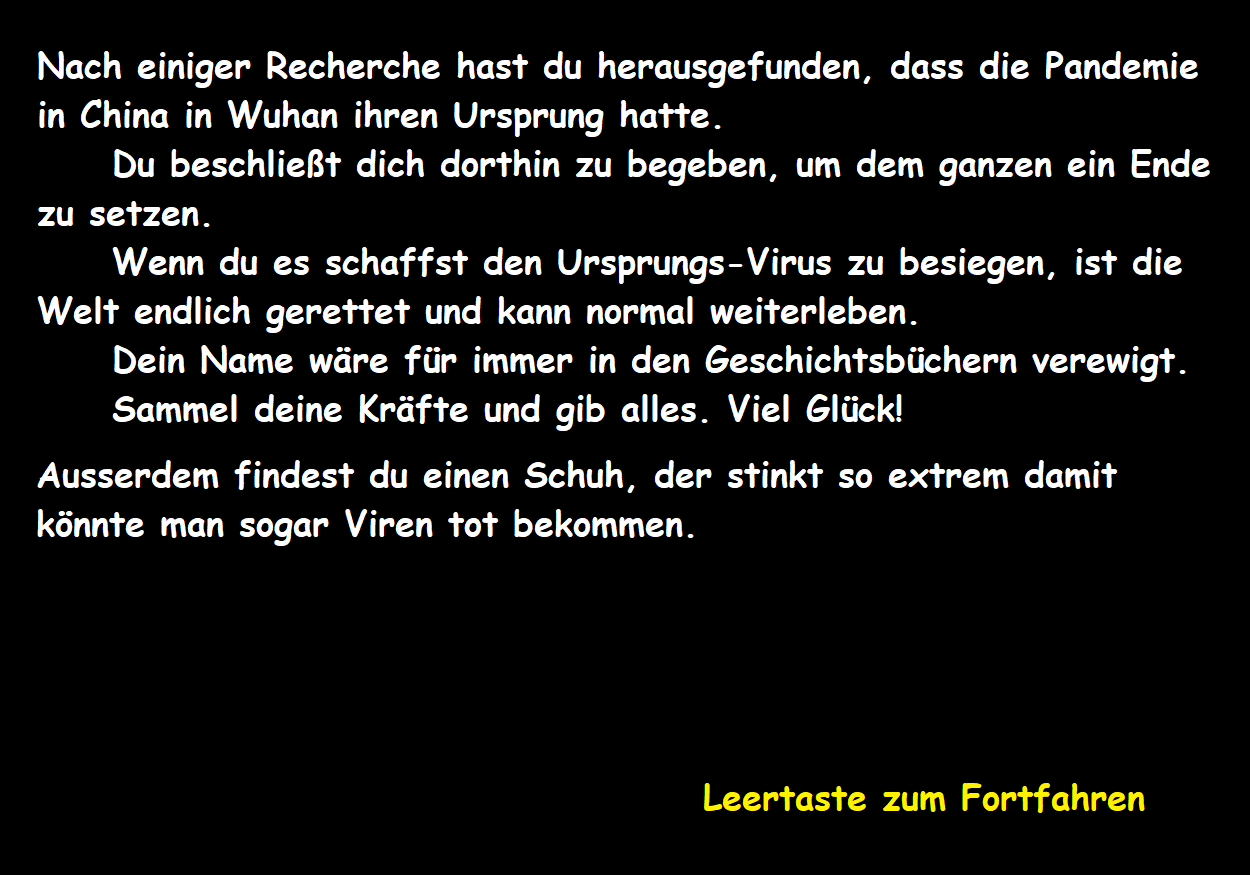 Nach einiger Recherche hast du herausgefunden, dass die Pandemie
in China in Wuhan ihren Ursprung hatte.
Du beschließt dich dorthin zu begeben, um dem ganzen ein Ende
zu setzen.
Wenn du es schaffst den Ursprungs-Virus zu besiegen, ist die
Welt endlich gerettet und kann normal weiterleben.
Dein Name wäre für immer in den Geschichtsbüchern verewigt.
Sammel deine Kräfte und gib alles. Viel Glück!
Ausserdem findest du einen Schuh, der stinkt so extrem damit
könnte man sogar Viren tot bekommen.
Leertaste zum Fortfahren